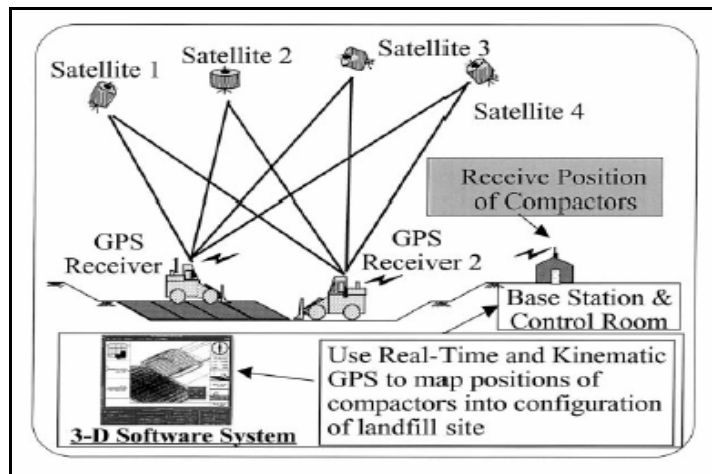 Satellite 1
Satellite 2
Satellite 3
Satellite 4
Receive Position
of Compactors
GPS
Receiver 1
GPS
Receiver 2
Base Station &
Control Room
Use Real-Time and Kinematic
GPS to map positions of
compactors into configuration
of landfill site
3-D Software System